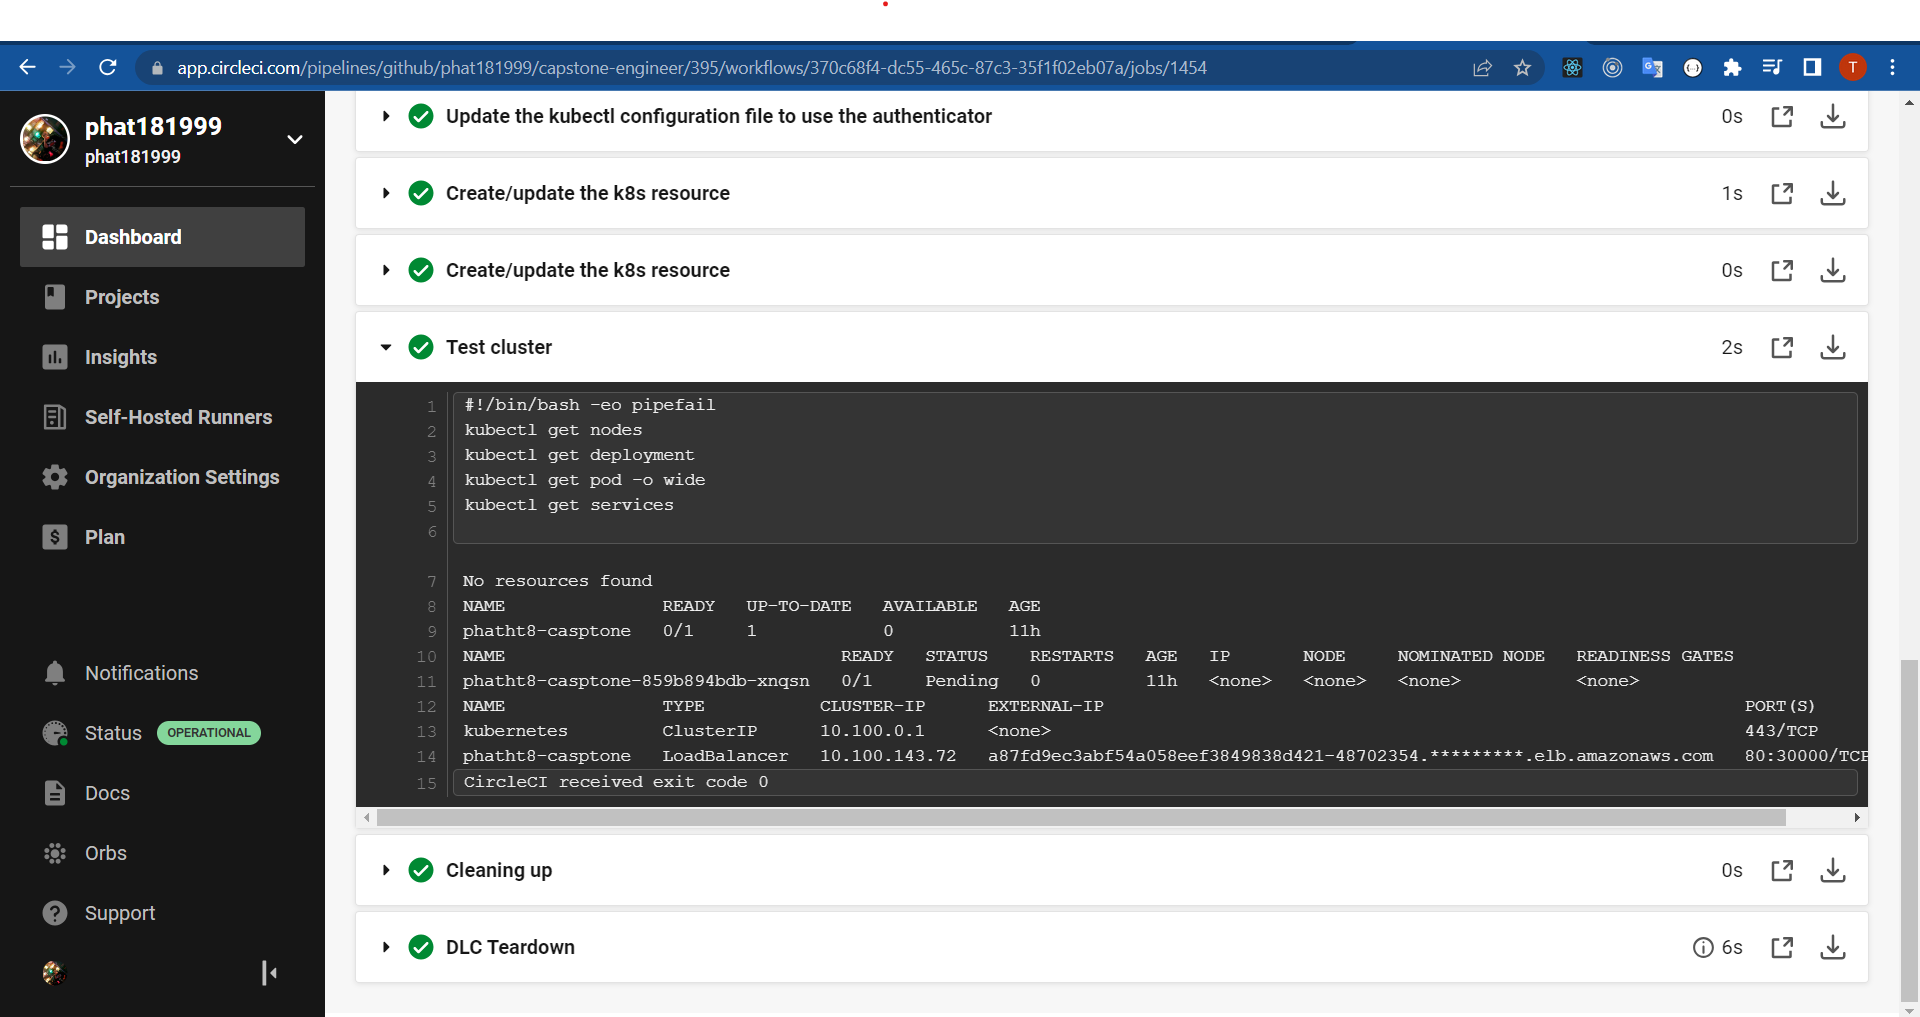 app.circleci.com/pipelines/github/phat181999/capstone-engineer/395/workflows/370c68f4-dc55-465c-87c3-35f1f02eb07a/jobs/1454
T
phat181999
phat181999
Dashboard
Projects
Insights
Self-Hosted Runners
Organization Settings
Plan
Notifications
Status OPERATIONAL
Docs
Orbs
Support
Update the kubectl configuration file to use the authenticator 0s
Create/update the k8s resource 1s
Create/update the k8s resource 0s
Test cluster 2s
1 #!/bin/bash -eo pipefail
2 kubectl get nodes
3 kubectl get deployment
4 kubectl get pod -o wide
5 kubectl get services
6
7 No resources found
8 NAME READY UP-TO-DATE AVAILABLE AGE
9 phatht8-casptone 0/1 1 0 11h
10 NAME READY STATUS RESTARTS AGE IP NODE NOMINATED NODE READINESS GATES
11 phatht8-casptone-859b894bdb-xnqsn 0/1 Pending 0 11h <none> <none> <none> <none>
12 NAME TYPE CLUSTER-IP EXTERNAL-IP PORT(S)
13 kubernetes ClusterIP 10.100.0.1 <none> 443/TCP
14 phatht8-casptone LoadBalancer 10.100.143.72 a87fd9ec3abf54a058eef3849838d421-48702354.*********.elb.amazonaws.com 80:30000/TCP
15 CircleCI received exit code 0
Cleaning up 0s
DLC Teardown 6s